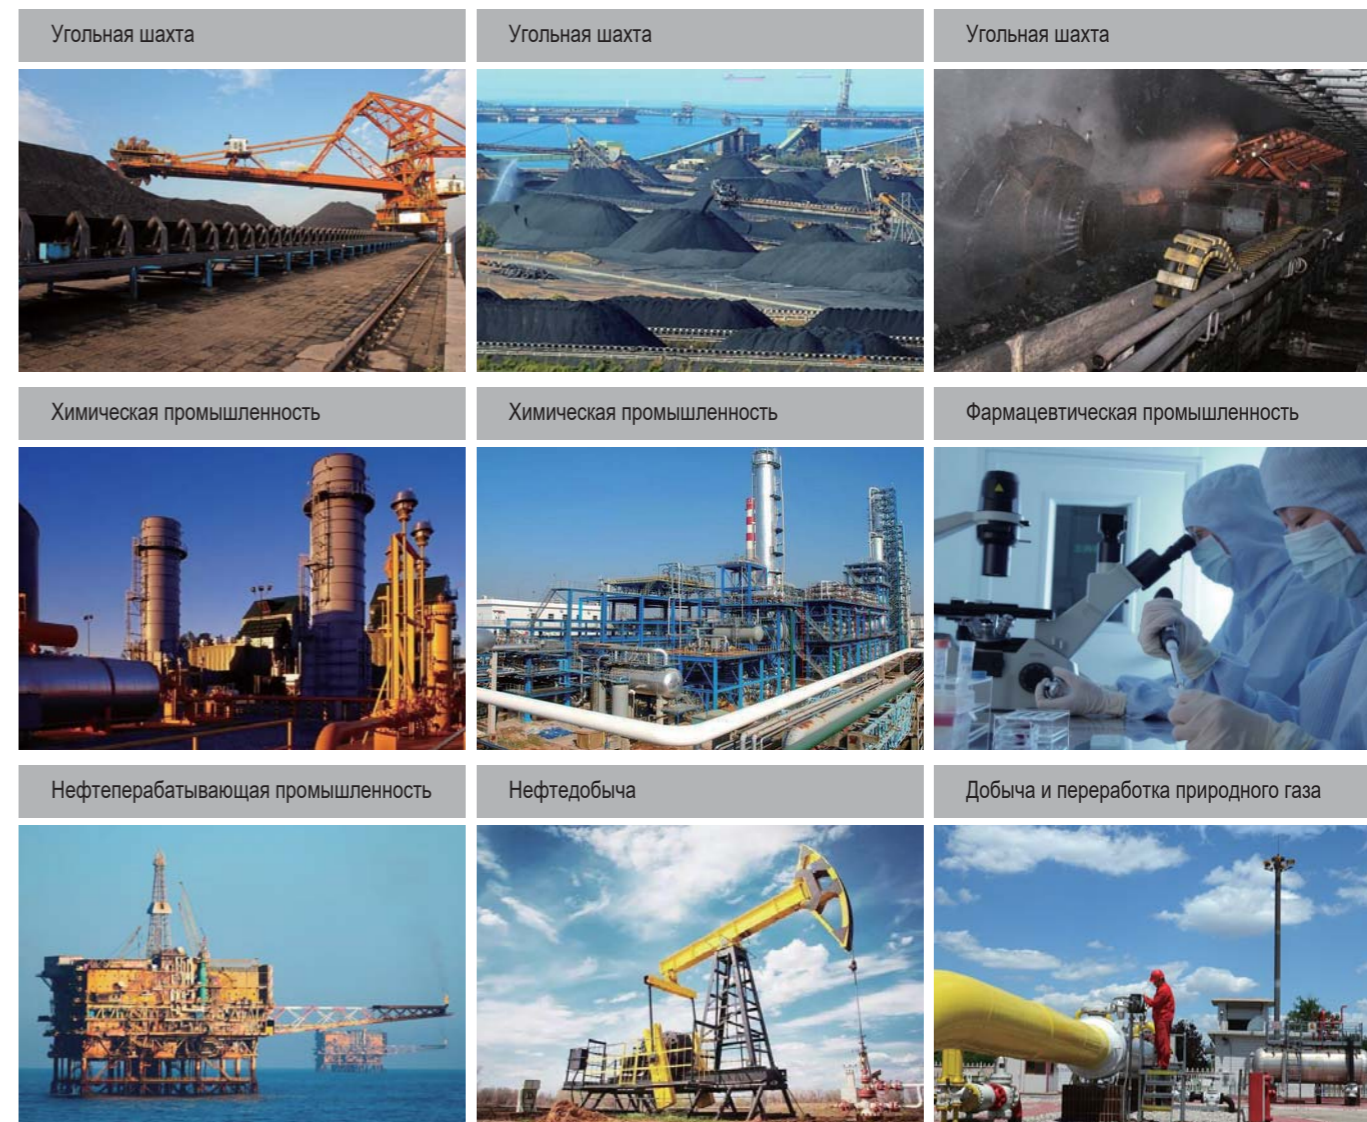 Угольная шахта
Угольная шахта
Угольная шахта
Химическая промышленность
Химическая промышленность
Фармацевтическая промышленность
Нефтеперабатывающая промышленность
Нефтедобыча
Добыча и переработка природного газа